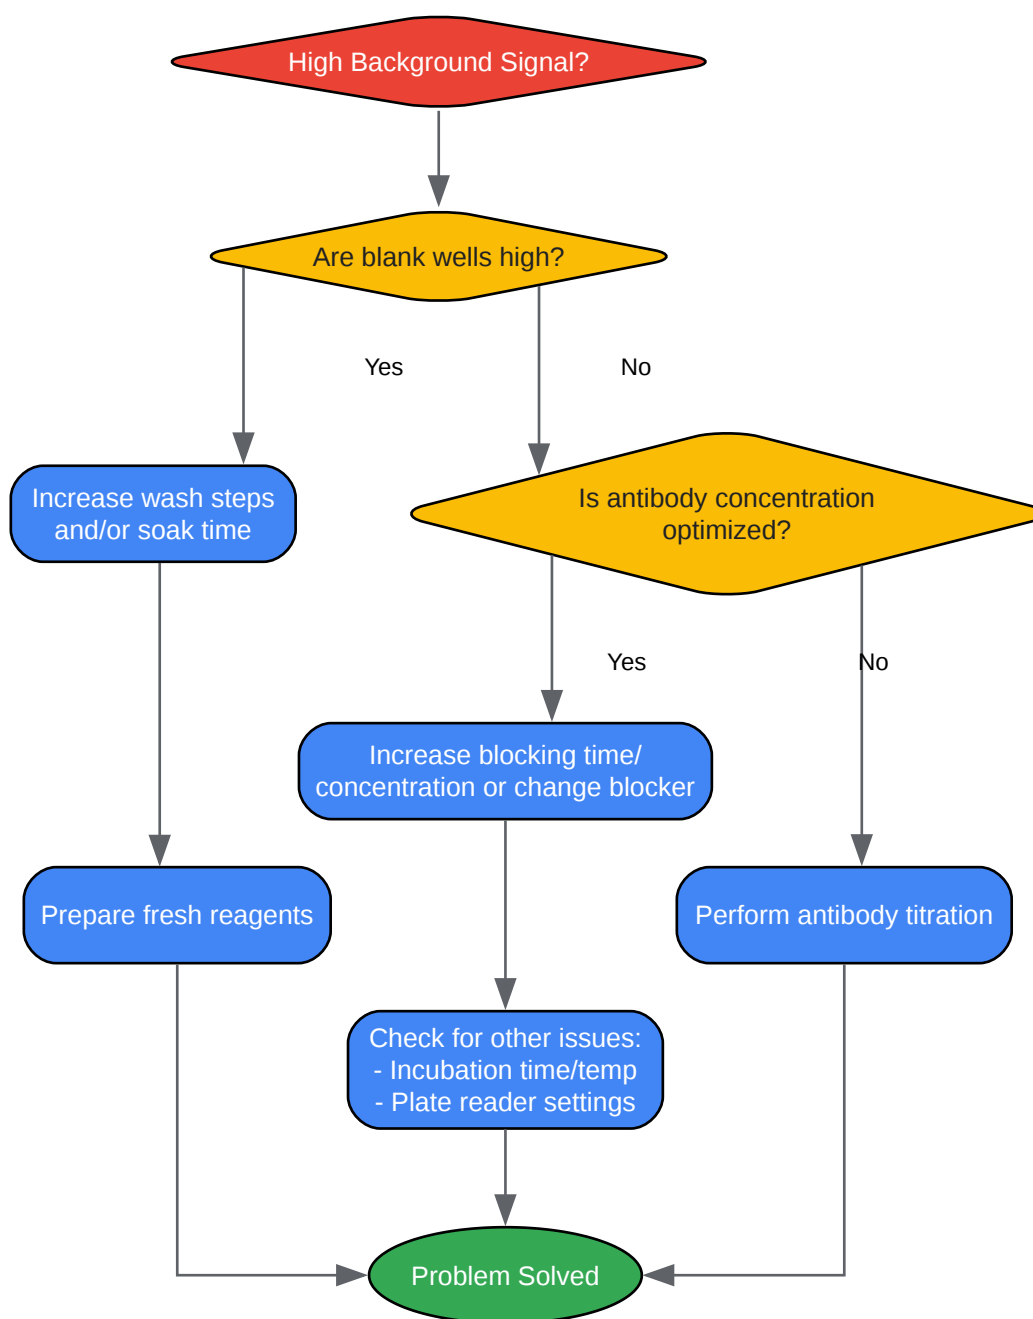 High Background Signal?
Are blank wells high?
Yes
No
Increase wash steps
and/or soak time
Is antibody concentration
optimized?
Yes
No
Increase blocking time/
concentration or change blocker
Prepare fresh reagents
Perform antibody titration
Check for other issues:
- Incubation time/temp
- Plate reader settings
Problem Solved